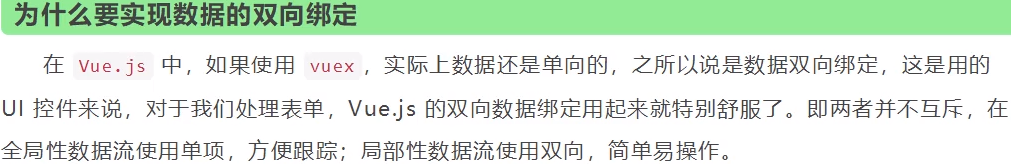 为什么要实现数据的双向绑定
在 Vue.js 中，如果使用 vuex，实际上数据还是单向的，之所以说是数据双向绑定，这是用的
UI 控件来说，对于我们处理表单，Vue.js 的双向数据绑定用起来就特别舒服了。即两者并不互斥，在
全局性数据流使用单项，方便跟踪；局部性数据流使用双向，简单易操作。